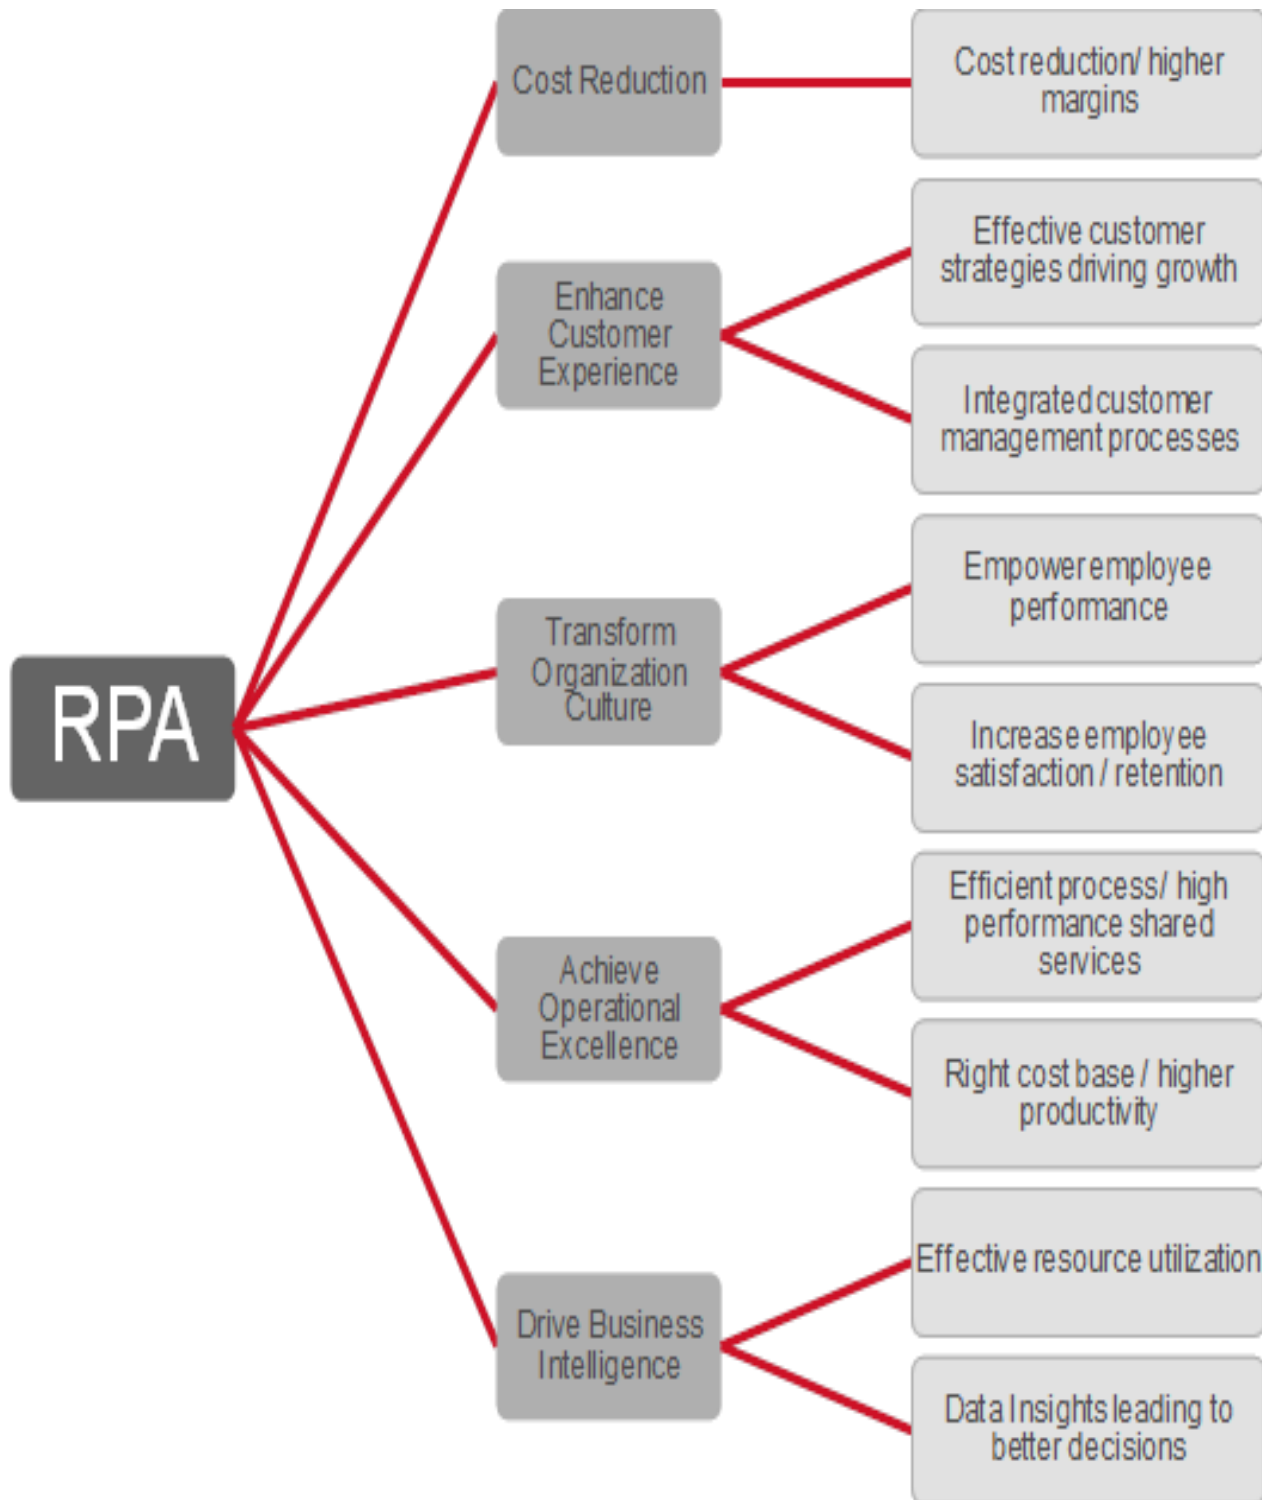 RPA
Cost Reduction
Cost reduction/ higher
margins
Enhance
Customer
Experience
Effective customer
strategies driving growth
Integrated customer
management processes
Transform
Organization
Culture
Empower employee
performance
Increase employee
satisfaction / retention
Achieve
Operational
Excellence
Efficient process/ high
performance shared
services
Right cost base / higher
productivity
Drive Business
Intelligence
Effective resource utilization
Data Insights leading to
better decisions